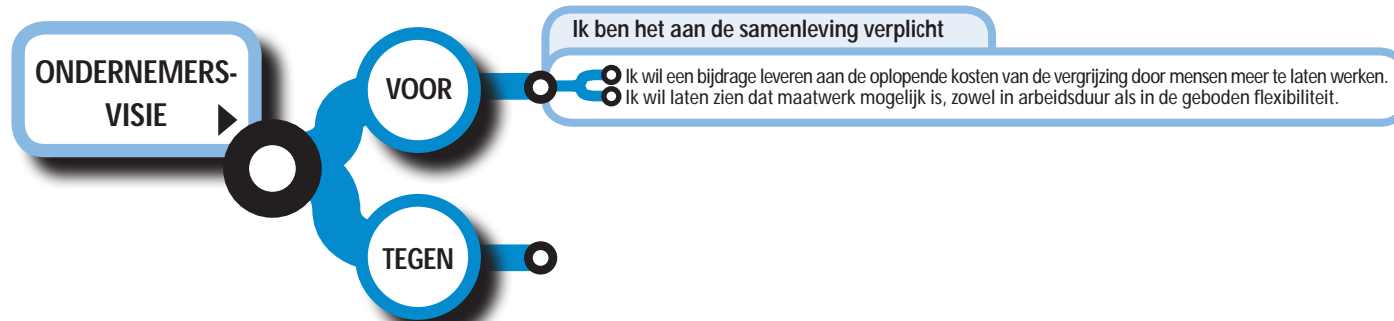 ONDERNEMERS-
VISIE
VOOR
Ik ben het aan de samenleving verplicht
Ik wil een bijdrage leveren aan de oplopende kosten van de vergrijzing door mensen meer te laten werken.
Ik wil laten zien dat maatwerk mogelijk is, zowel in arbeidsduur als in de geboden flexibiliteit.
TEGEN